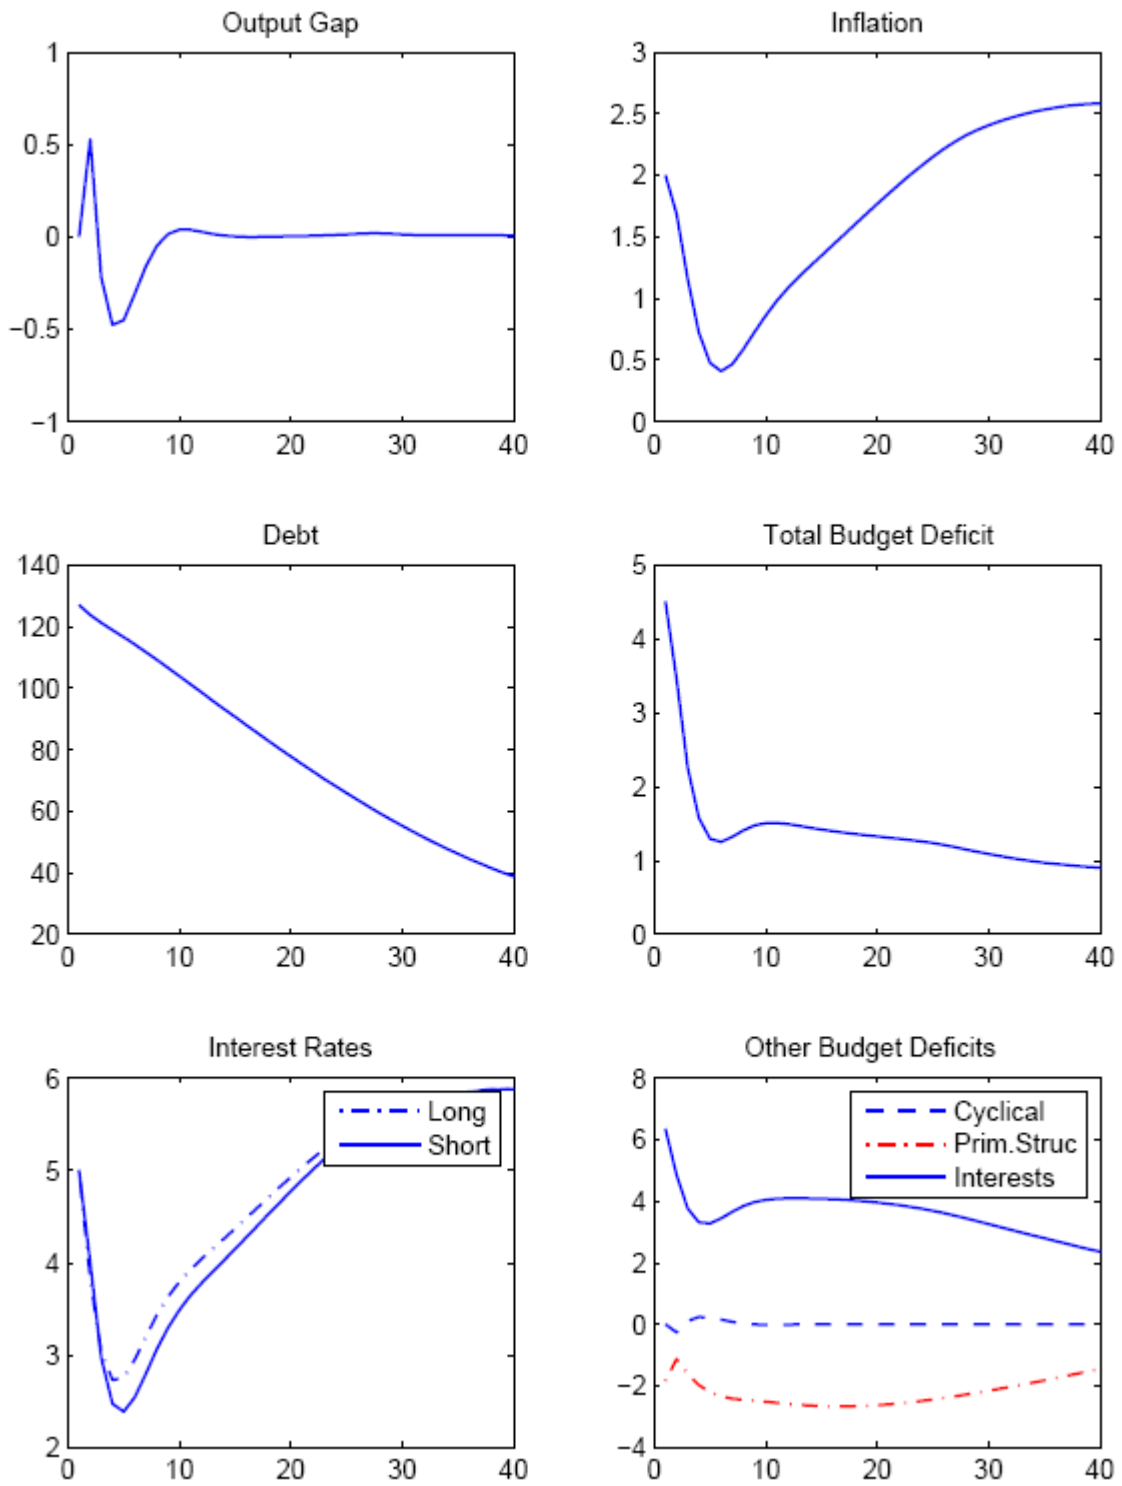 Output Gap
1
0.5
0
−0.5
−1
0 10 20 30 40
Inflation
3
2.5
2
1.5
1
0.5
0
0 10 20 30 40
Debt
140
120
100
80
60
40
20
0 10 20 30 40
Total Budget Deficit
5
4
3
2
1
0
0 10 20 30 40
Interest Rates
6
5
4
3
2
0 10 20 30 40
Long
Short
Other Budget Deficits
8
6
4
2
0
−2
−4
0 10 20 30 40
Cyclical
Prim.Struc
Interests